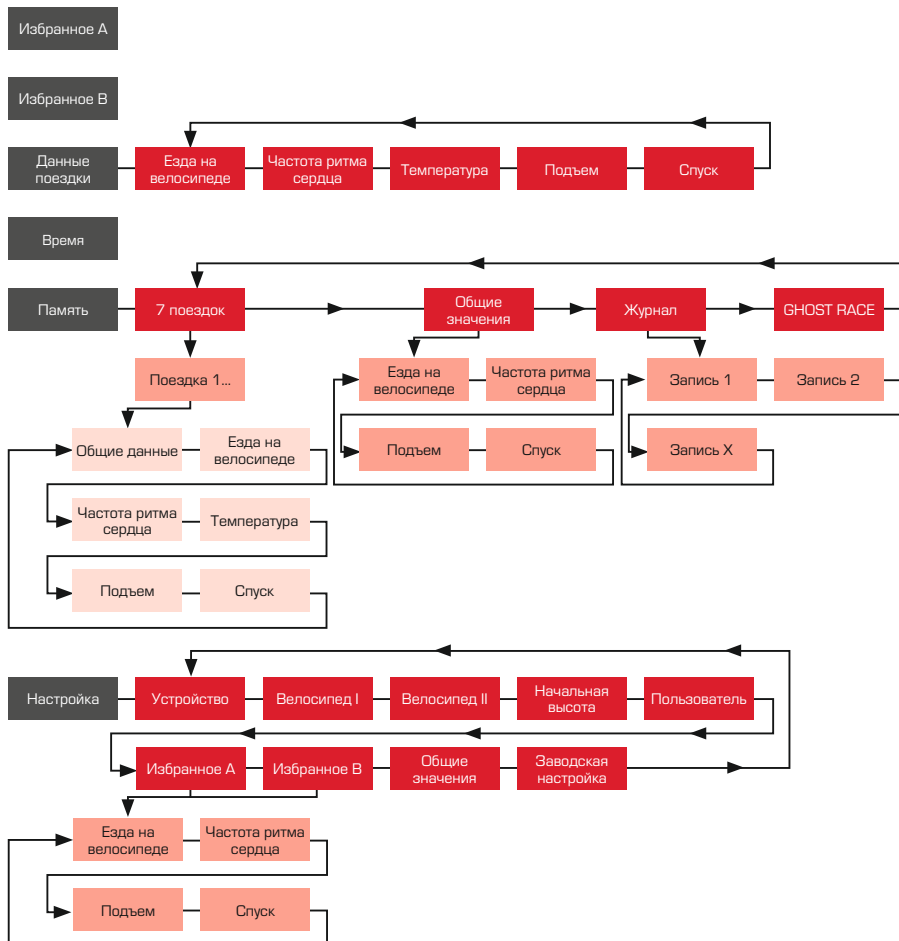 Избранное A
Избранное B
Данные
поездки
Езда на
велосипеде
Частота ритма
сердца
Температура
Подъем
Спуск
Время
Память
7 поездок
Общие
значения
Журнал
GHOST RACE
Поездка 1...
Езда на
велосипеде
Частота ритма
сердца
Запись 1
Запись 2
Общие данные
Езда на
велосипеде
Подъем
Спуск
Запись X
Частота ритма
сердца
Температура
Подъем
Спуск
Настройка
Устройство
Велосипед I
Велосипед II
Начальная
высота
Пользователь
Избранное A
Избранное B
Общие
значения
Заводская
настройка
Езда на
велосипеде
Частота ритма
сердца
Подъем
Спуск